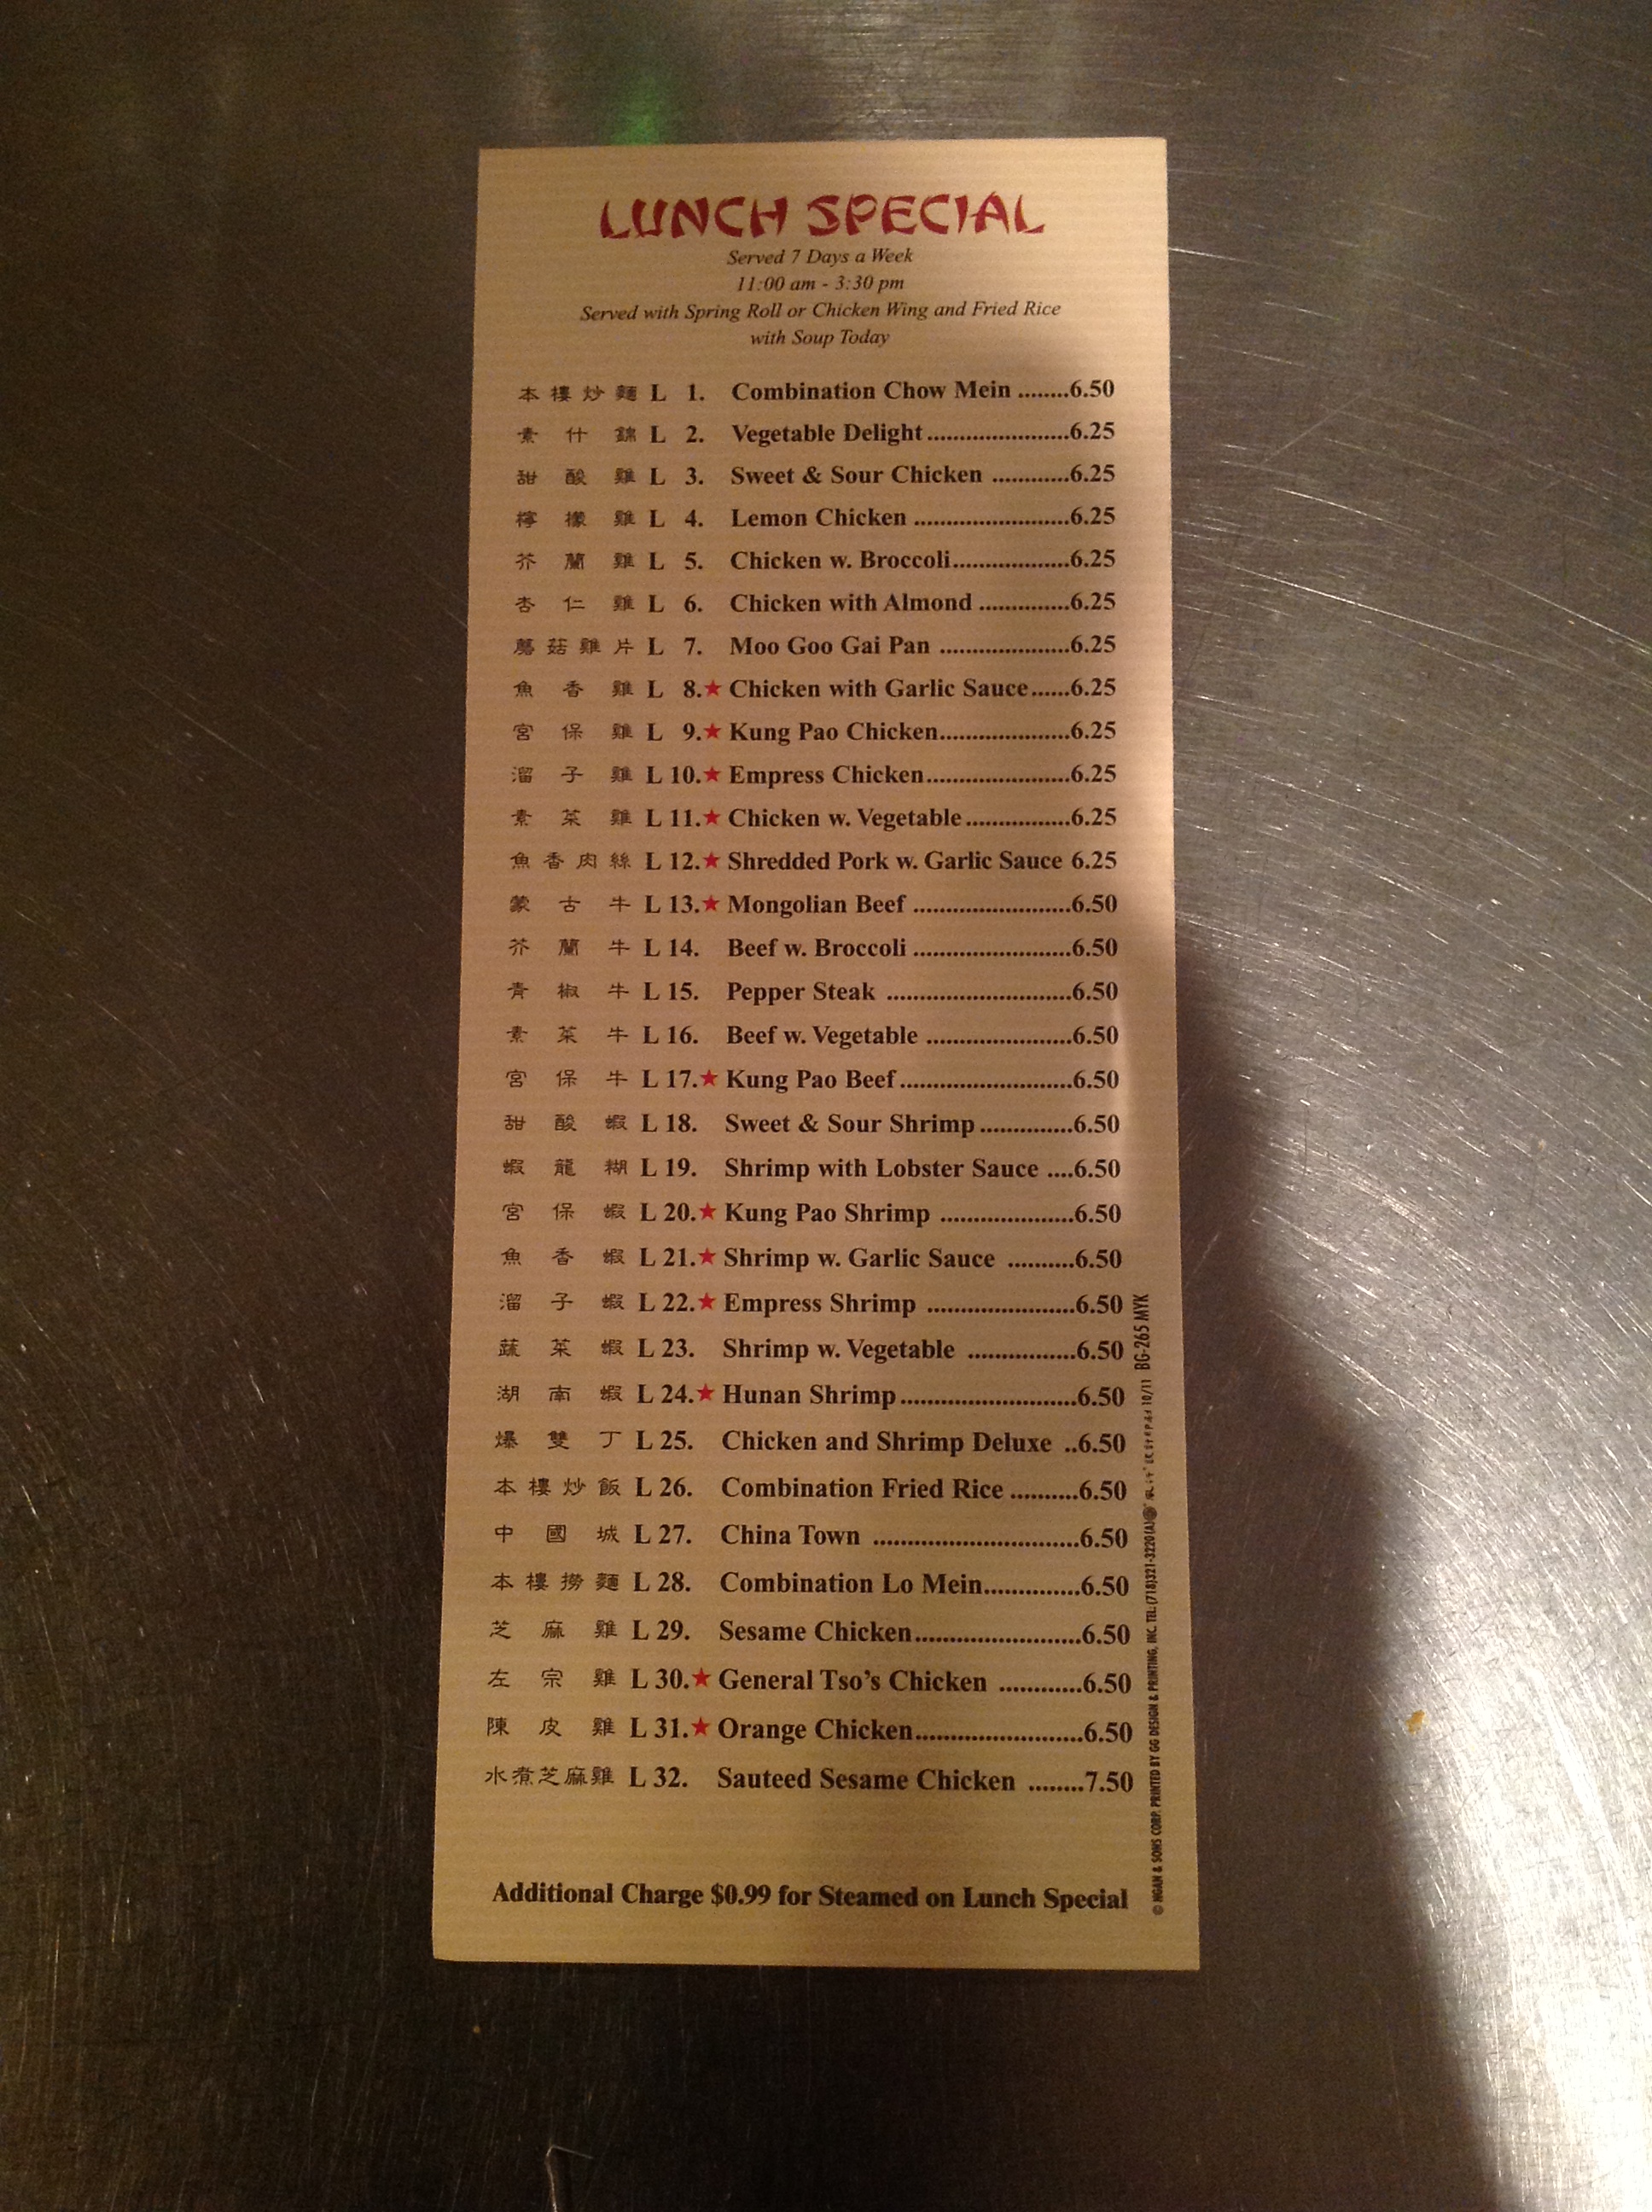 LUNCH SPECIAL
Served 7 Days a Week
11:00 am - 3:30 pm
Served with Spring Roll or Chicken Wing and Fried Rice
with Soup Today
本樓炒麵 L 1. Combination Chow Mein ........6.50
素什錦 L 2. Vegetable Delight......................6.25
甜酸雞 L 3. Sweet & Sour Chicken ............6.25
檸檬雞 L 4. Lemon Chicken ........................6.25
芥蘭雞 L 5. Chicken w. Broccoli..................6.25
杏仁雞 L 6. Chicken with Almond ..............6.25
蘑菇雞片 L 7. Moo Goo Gai Pan ....................6.25
魚香雞 L 8.★ Chicken with Garlic Sauce......6.25
宮保雞 L 9.★ Kung Pao Chicken....................6.25
溜子雞 L 10.★ Empress Chicken......................6.25
素菜雞 L 11.★ Chicken w. Vegetable................6.25
魚香肉絲 L 12.★ Shredded Pork w. Garlic Sauce 6.25
蒙古牛 L 13.★ Mongolian Beef ........................6.50
芥蘭牛 L 14. Beef w. Broccoli ........................6.50
青椒牛 L 15. Pepper Steak ............................6.50
素菜牛 L 16. Beef w. Vegetable ......................6.50
宮保牛 L 17.★ Kung Pao Beef..........................6.50
甜酸蝦 L 18. Sweet & Sour Shrimp..............6.50
蝦龍糊 L 19. Shrimp with Lobster Sauce ....6.50
宮保蝦 L 20.★ Kung Pao Shrimp ....................6.50
魚香蝦 L 21.★ Shrimp w. Garlic Sauce ..........6.50
溜子蝦 L 22.★ Empress Shrimp ......................6.50
蔬菜蝦 L 23. Shrimp w. Vegetable ................6.50
湖南蝦 L 24.★ Hunan Shrimp..........................6.50
爆雙丁 L 25. Chicken and Shrimp Deluxe ..6.50
本樓炒飯 L 26. Combination Fried Rice ..........6.50
中國城 L 27. China Town ..............................6.50
本樓撈麵 L 28. Combination Lo Mein..............6.50
芝麻雞 L 29. Sesame Chicken........................6.50
左宗雞 L 30.★ General Tso's Chicken ............6.50
陳皮雞 L 31.★ Orange Chicken........................6.50
水煮芝麻雞 L 32. Sauteed Sesame Chicken ........7.50
Additional Charge $0.99 for Steamed on Lunch Special
© NGAN & SONS CORP. PRINTED BY GG DESIGN & PRINTING, INC. TEL:(718)321-3220(A) 10/11 BG-265 MYK